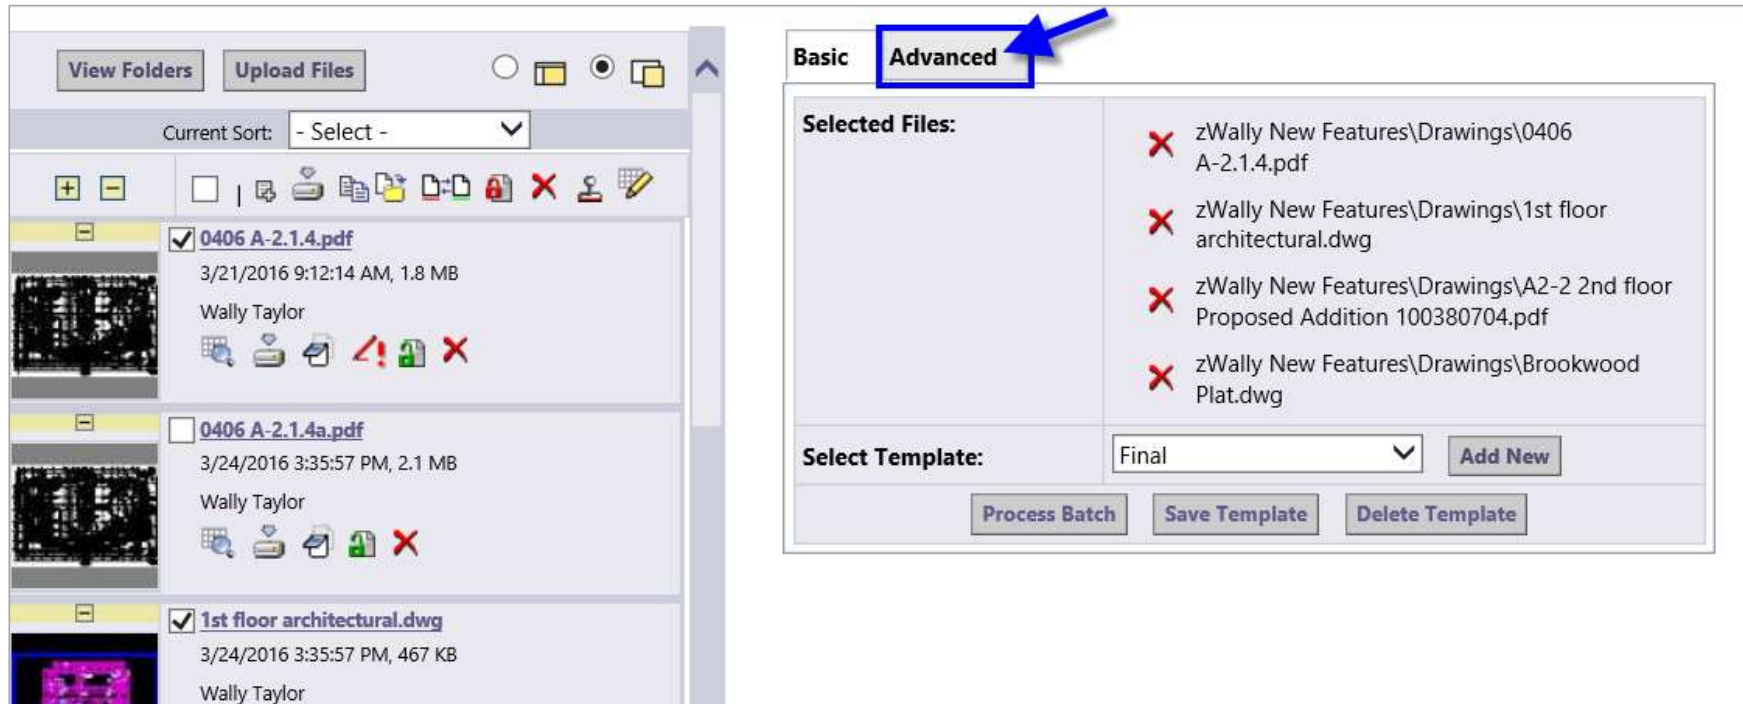 View Folders
Upload Files
Current Sort: - Select -
0406 A-2.1.4.pdf
3/21/2016 9:12:14 AM, 1.8 MB
Wally Taylor
0406 A-2.1.4a.pdf
3/24/2016 3:35:57 PM, 2.1 MB
Wally Taylor
1st floor architectural.dwg
3/24/2016 3:35:57 PM, 467 KB
Wally Taylor
Basic
Advanced
Selected Files:
zWally New Features\Drawings\0406
A-2.1.4.pdf
zWally New Features\Drawings\1st floor
architectural.dwg
zWally New Features\Drawings\A2-2 2nd floor
Proposed Addition 100380704.pdf
zWally New Features\Drawings\Brookwood
Plat.dwg
Select Template:
Final
Add New
Process Batch
Save Template
Delete Template